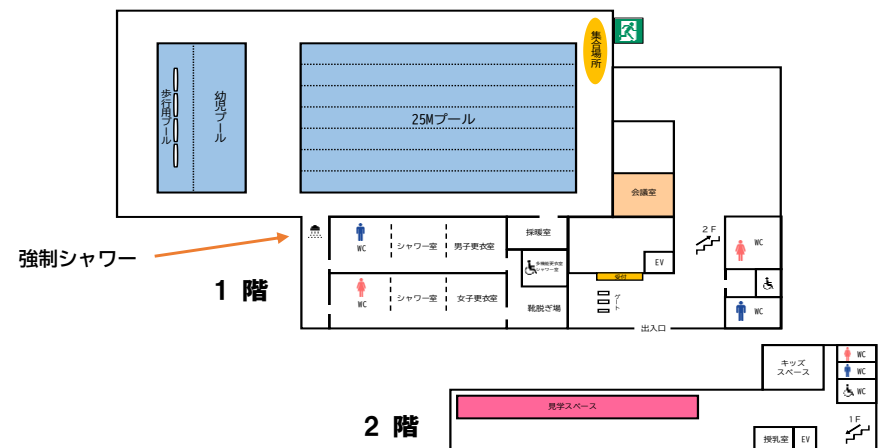 集合場所
歩行用プール
幼児プール
25Mプール
会議室
強制シャワー
WC
シャワー室
男子更衣室
採暖室
多機能更衣室
シャワー室
2F
WC
EV
受付
ゲート
1 階
WC
シャワー室
女子更衣室
靴脱ぎ場
WC
出入口
キッズ
スペース
WC
WC
WC
見学スペース
2 階
授乳室
EV
1F